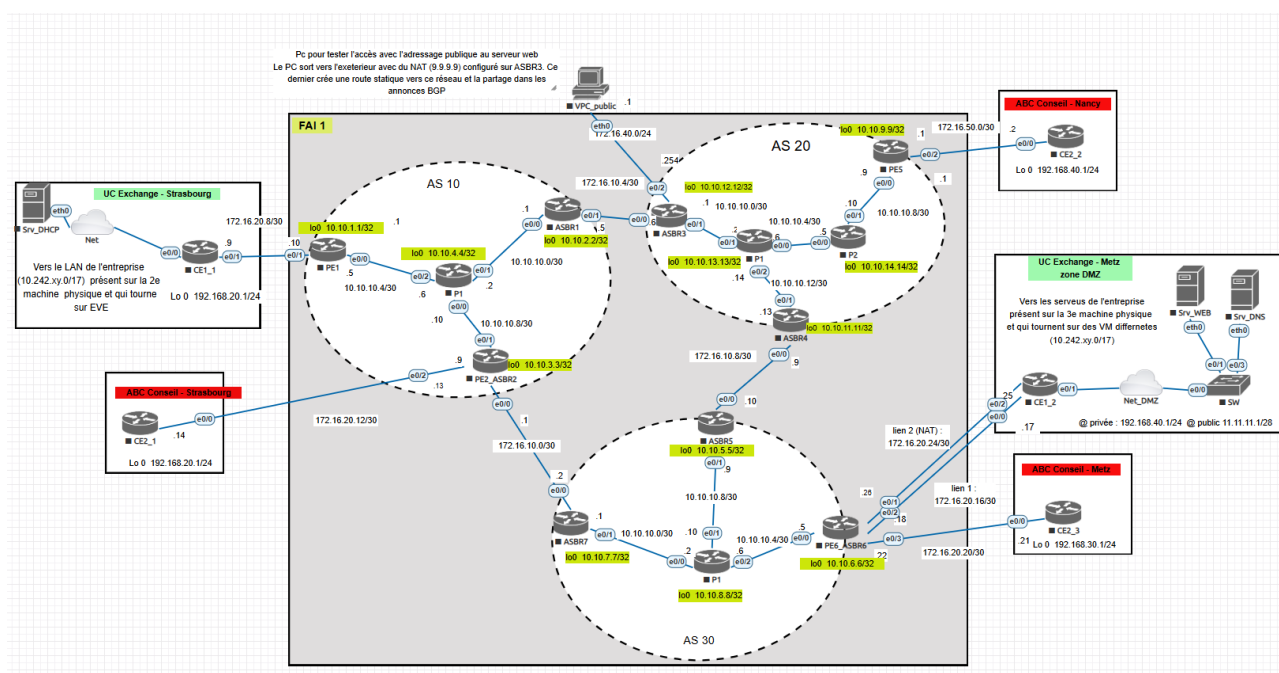 Pc pour tester l'accès avec l'adressage publique au serveur web
Le PC sort vers l'exeterieur avec du NAT (9.9.9.9) configuré sur ASBR3. Ce
dernier crée une route statique vers ce réseau et la partage dans les
annonces BGP
VPC_public
.1
eth0
172.16.40.0/24
FAI 1
UC Exchange - Strasbourg
Srv_DHCP
eth0
Net
e0/0
CE1_1
.9
e0/1
172.16.20.8/30
Vers le LAN de l'entreprise
(10.242.xy.0/17) présent sur la 2e
machine physique et qui tourne
sur EVE
Lo 0 192.168.20.1/24
AS 10
.10
e0/1
lo0 10.10.1.1/32
.1
PE1
.5
10.10.10.4/30
e0/2
.6
lo0 10.10.4.4/32
P1
e0/1
.2
10.10.10.0/30
.1
e0/0
ASBR1
e0/1
.5
lo0 10.10.2.2/32
e0/0
.10
10.10.10.8/30
e0/1
.9
lo0 10.10.3.3/32
PE2_ASBR2
e0/2
.13
e0/0
.1
172.16.20.12/30
ABC Conseil - Strasbourg
CE2_1
e0/0
.14
Lo 0 192.168.20.1/24
172.16.10.0/30
.2
e0/0
172.16.10.4/30
AS 20
.254
e0/2
lo0 10.10.12.12/32
.6
e0/0
ASBR3
.1
e0/1
10.10.10.0/30
.2
e0/1
P1
lo0 10.10.13.13/32
.6
e0/0
10.10.10.4/30
.5
e0/0
P2
lo0 10.10.14.14/32
.10
e0/1
10.10.10.8/30
.9
e0/0
PE5
lo0 10.10.9.9/32
.1
e0/2
.1
172.16.50.0/30
.14
e0/2
10.10.10.12/30
e0/1
.13
lo0 10.10.11.11/32
ASBR4
e0/0
.9
172.16.10.8/30
.10
e0/0
ABC Conseil - Nancy
.2
e0/0
CE2_2
Lo 0 192.168.40.1/24
UC Exchange - Metz
zone DMZ
Vers les serveus de l'entreprise
présent sur la 3e machine physique
et qui tournent sur des VM differnetes
(10.242.xy.0/17)
Srv_WEB
eth0
Srv_DNS
eth0
e0/1
e0/3
e0/0
SW
Net_DMZ
e0/1
CE1_2
.25
e0/2
e0/0
.17
@ privée : 192.168.40.1/24 @ public 11.11.11.1/28
lien 2 (NAT) :
172.16.20.24/30
lien 1 :
172.16.20.16/30
ABC Conseil - Metz
e0/0
CE2_3
.21
Lo 0 192.168.30.1/24
172.16.20.20/30
ASBR5
lo0 10.10.5.5/32
e0/1
.9
10.10.10.8/30
.10
e0/1
ASBR7
.1
e0/1
10.10.10.0/30
lo0 10.10.7.7/32
.2
e0/0
P1
lo0 10.10.8.8/32
.6
e0/2
10.10.10.4/30
.5
e0/0
PE6_ASBR6
lo0 10.10.6.6/32
.26
e0/1
e0/2
.18
e0/3
.22
AS 30